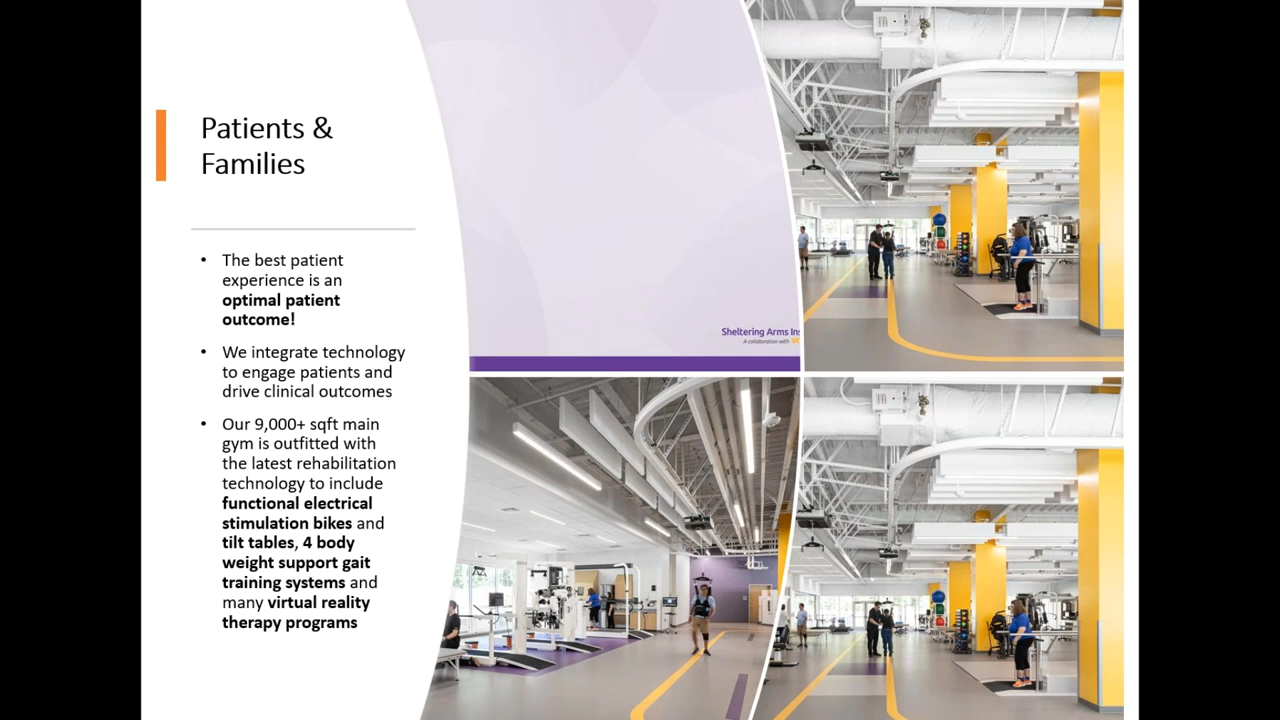 Patients &
Families
• The best patient
experience is an
optimal patient
outcome!
• We integrate technology
to engage patients and
drive clinical outcomes
• Our 9,000+ sqft main
gym is outfitted with
the latest rehabilitation
technology to include
functional electrical
stimulation bikes and
tilt tables, 4 body
weight support gait
training systems and
many virtual reality
therapy programs
Sheltering Arms Ins
A collaboration with